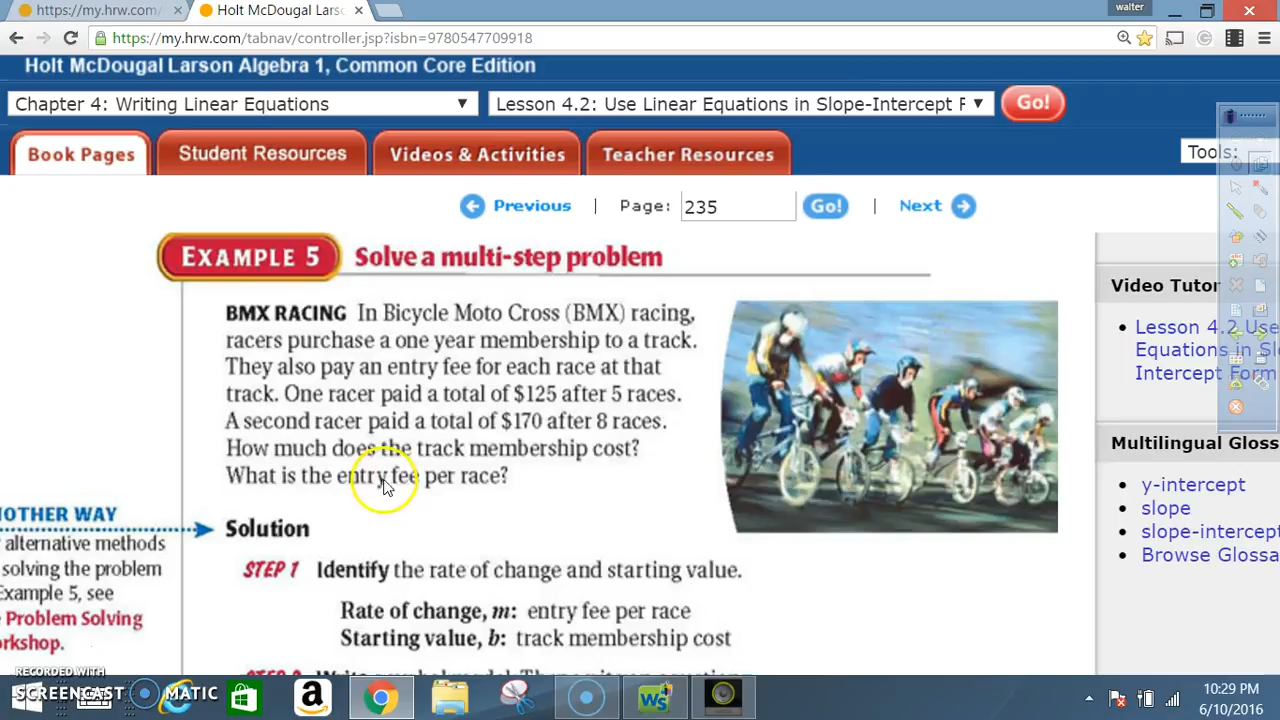 https://my.hrw.com/tabnav/ ×
Holt McDougal Lars ×
walter
https://my.hrw.com/tabnav/controller.jsp?isbn=9780547709918
Holt McDougal Larson Algebra 1, Common Core Edition
Chapter 4: Writing Linear Equations
Lesson 4.2: Use Linear Equations in Slope-Intercept F
Go!
Book Pages
Student Resources
Videos & Activities
Teacher Resources
Tools:
Previous | Page: 235 Go! | Next
EXAMPLE 5 Solve a multi-step problem
BMX RACING In Bicycle Moto Cross (BMX) racing,
racers purchase a one year membership to a track.
They also pay an entry fee for each race at that
track. One racer paid a total of $125 after 5 races.
A second racer paid a total of $170 after 8 races.
How much does the track membership cost?
What is the entry fee per race?
OTHER WAY
alternative methods
solving the problem
Example 5, see
Problem Solving
rkshop.
Solution
STEP 1 Identify the rate of change and starting value.
Rate of change, m: entry fee per race
Starting value, b: track membership cost
Video Tutor
• Lesson 4.2 Use
Equations in Sl
Intercept Form
Multilingual Gloss
• y-intercept
• slope
• slope-intercept
• Browse Glossa
RECORDED WITH
SCREENCAST MATIC
10:29 PM
6/10/2016